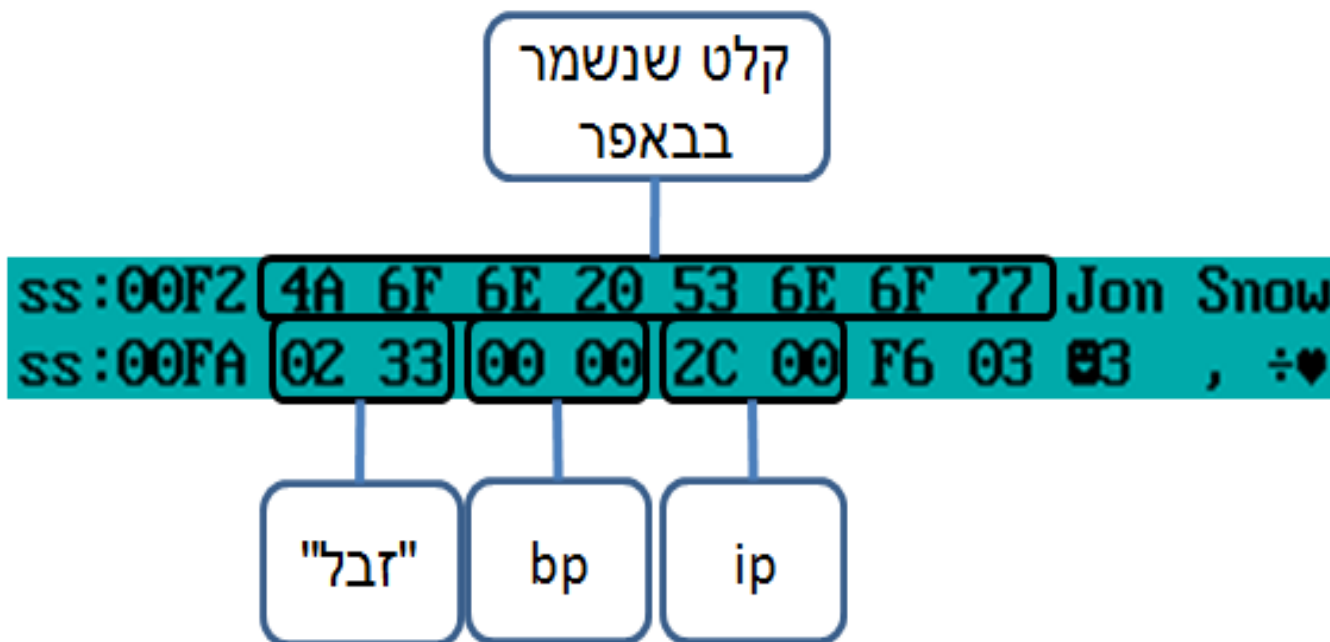 קלט שנשמר
בבאפר
ss:00F2 4A 6F 6E 20 53 6E 6F 77 Jon Snow
ss:00FA 02 33 00 00 2C 00 F6 03 ☻3 , ÷♥
"זבל"
bp
ip